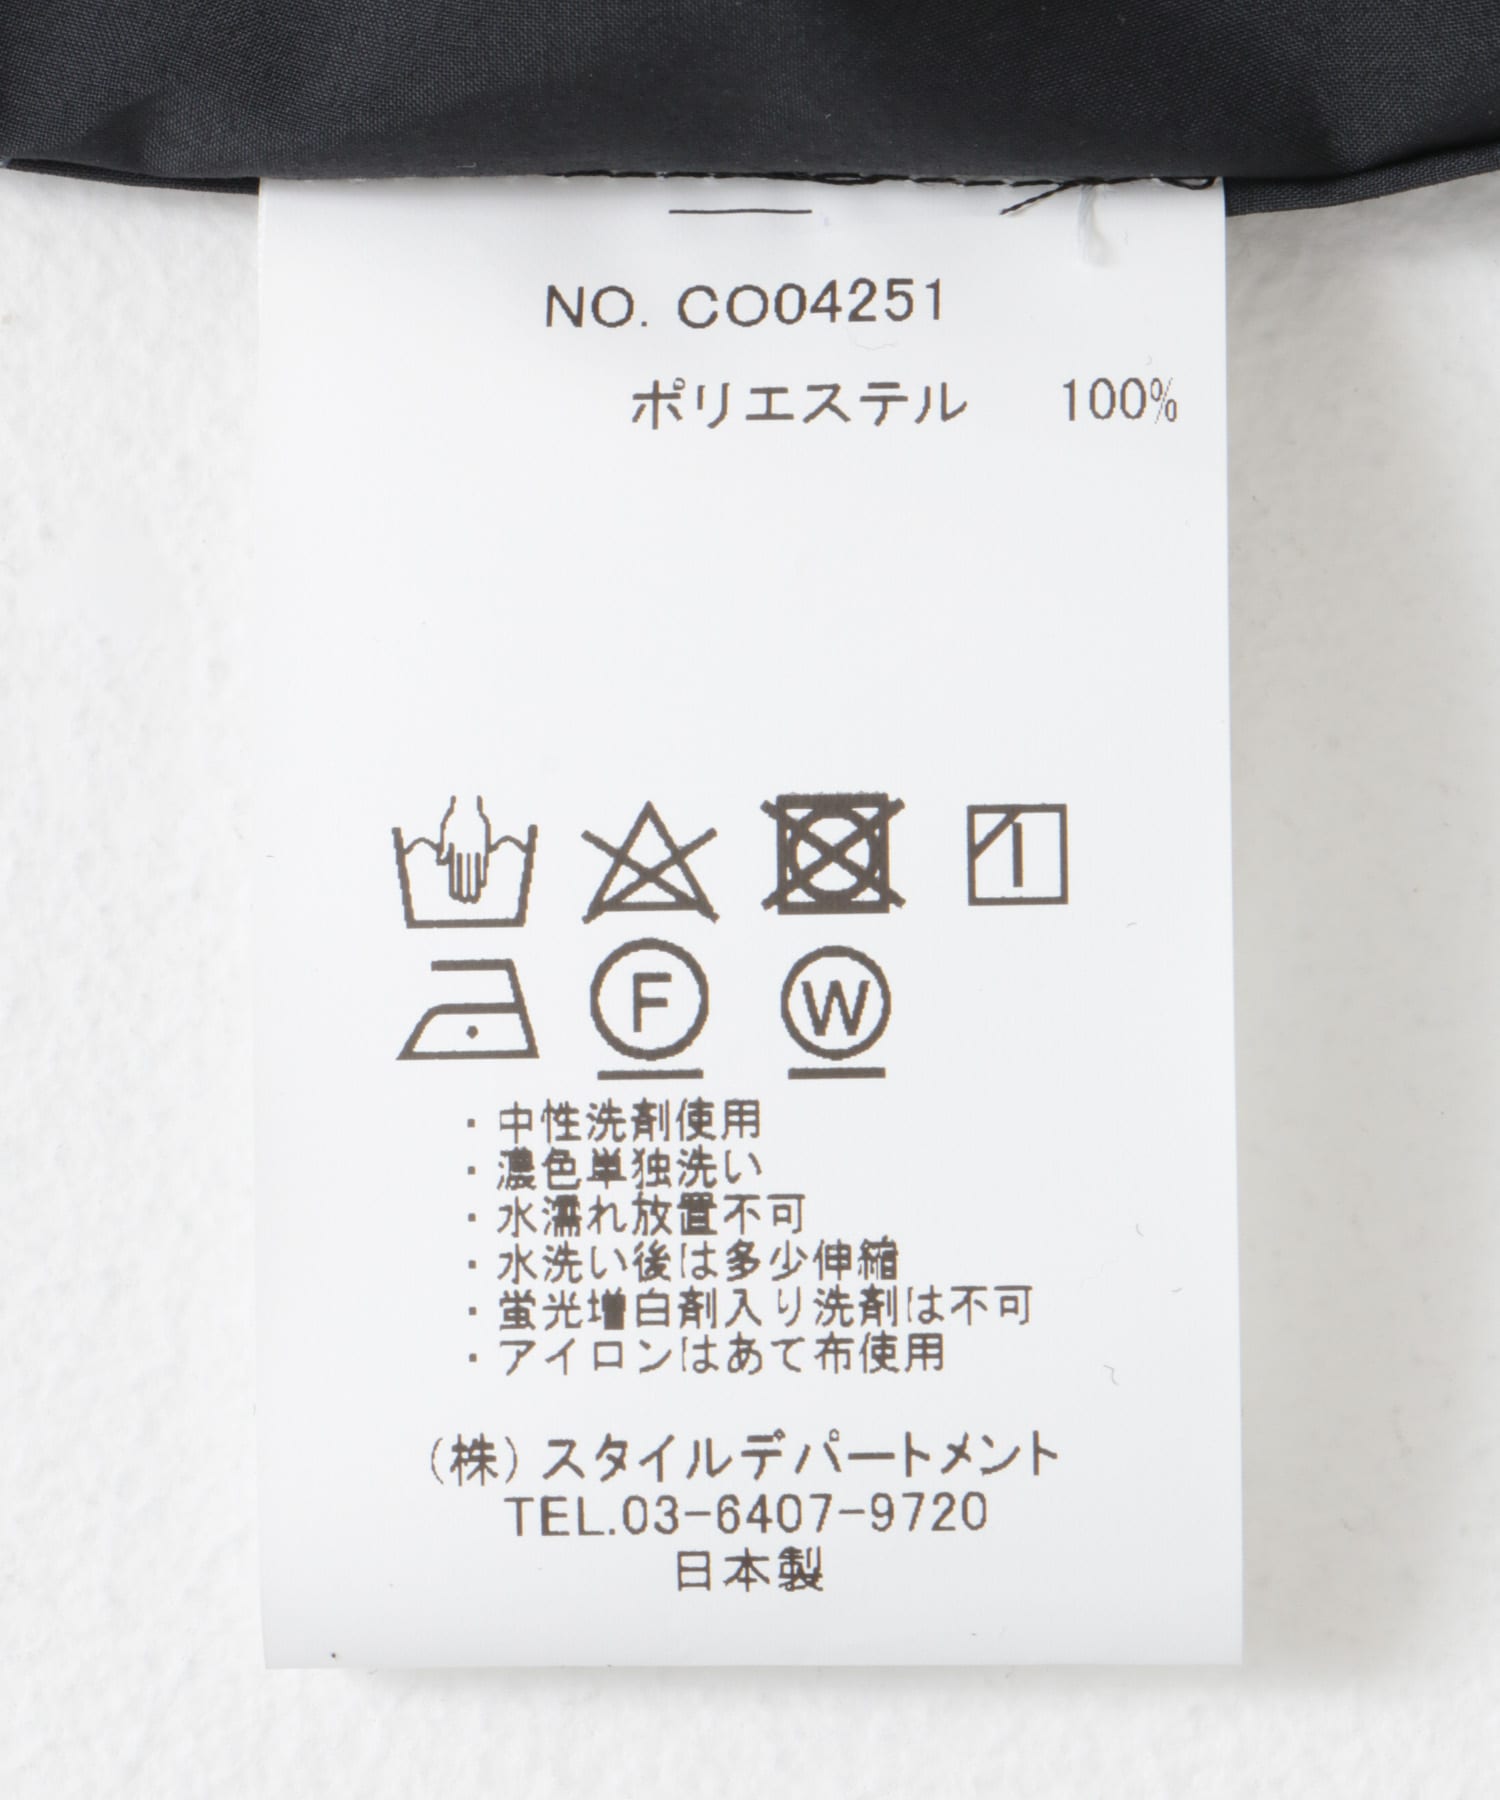 NO. CO04251
ポリエステル 100%
F W
・中性洗剤使用
・濃色単独洗い
・水濡れ放置不可
・水洗い後は多少伸縮
・蛍光増白剤入り洗剤は不可
・アイロンはあて布使用
(株)スタイルデパートメント
TEL.03-6407-9720
日本製